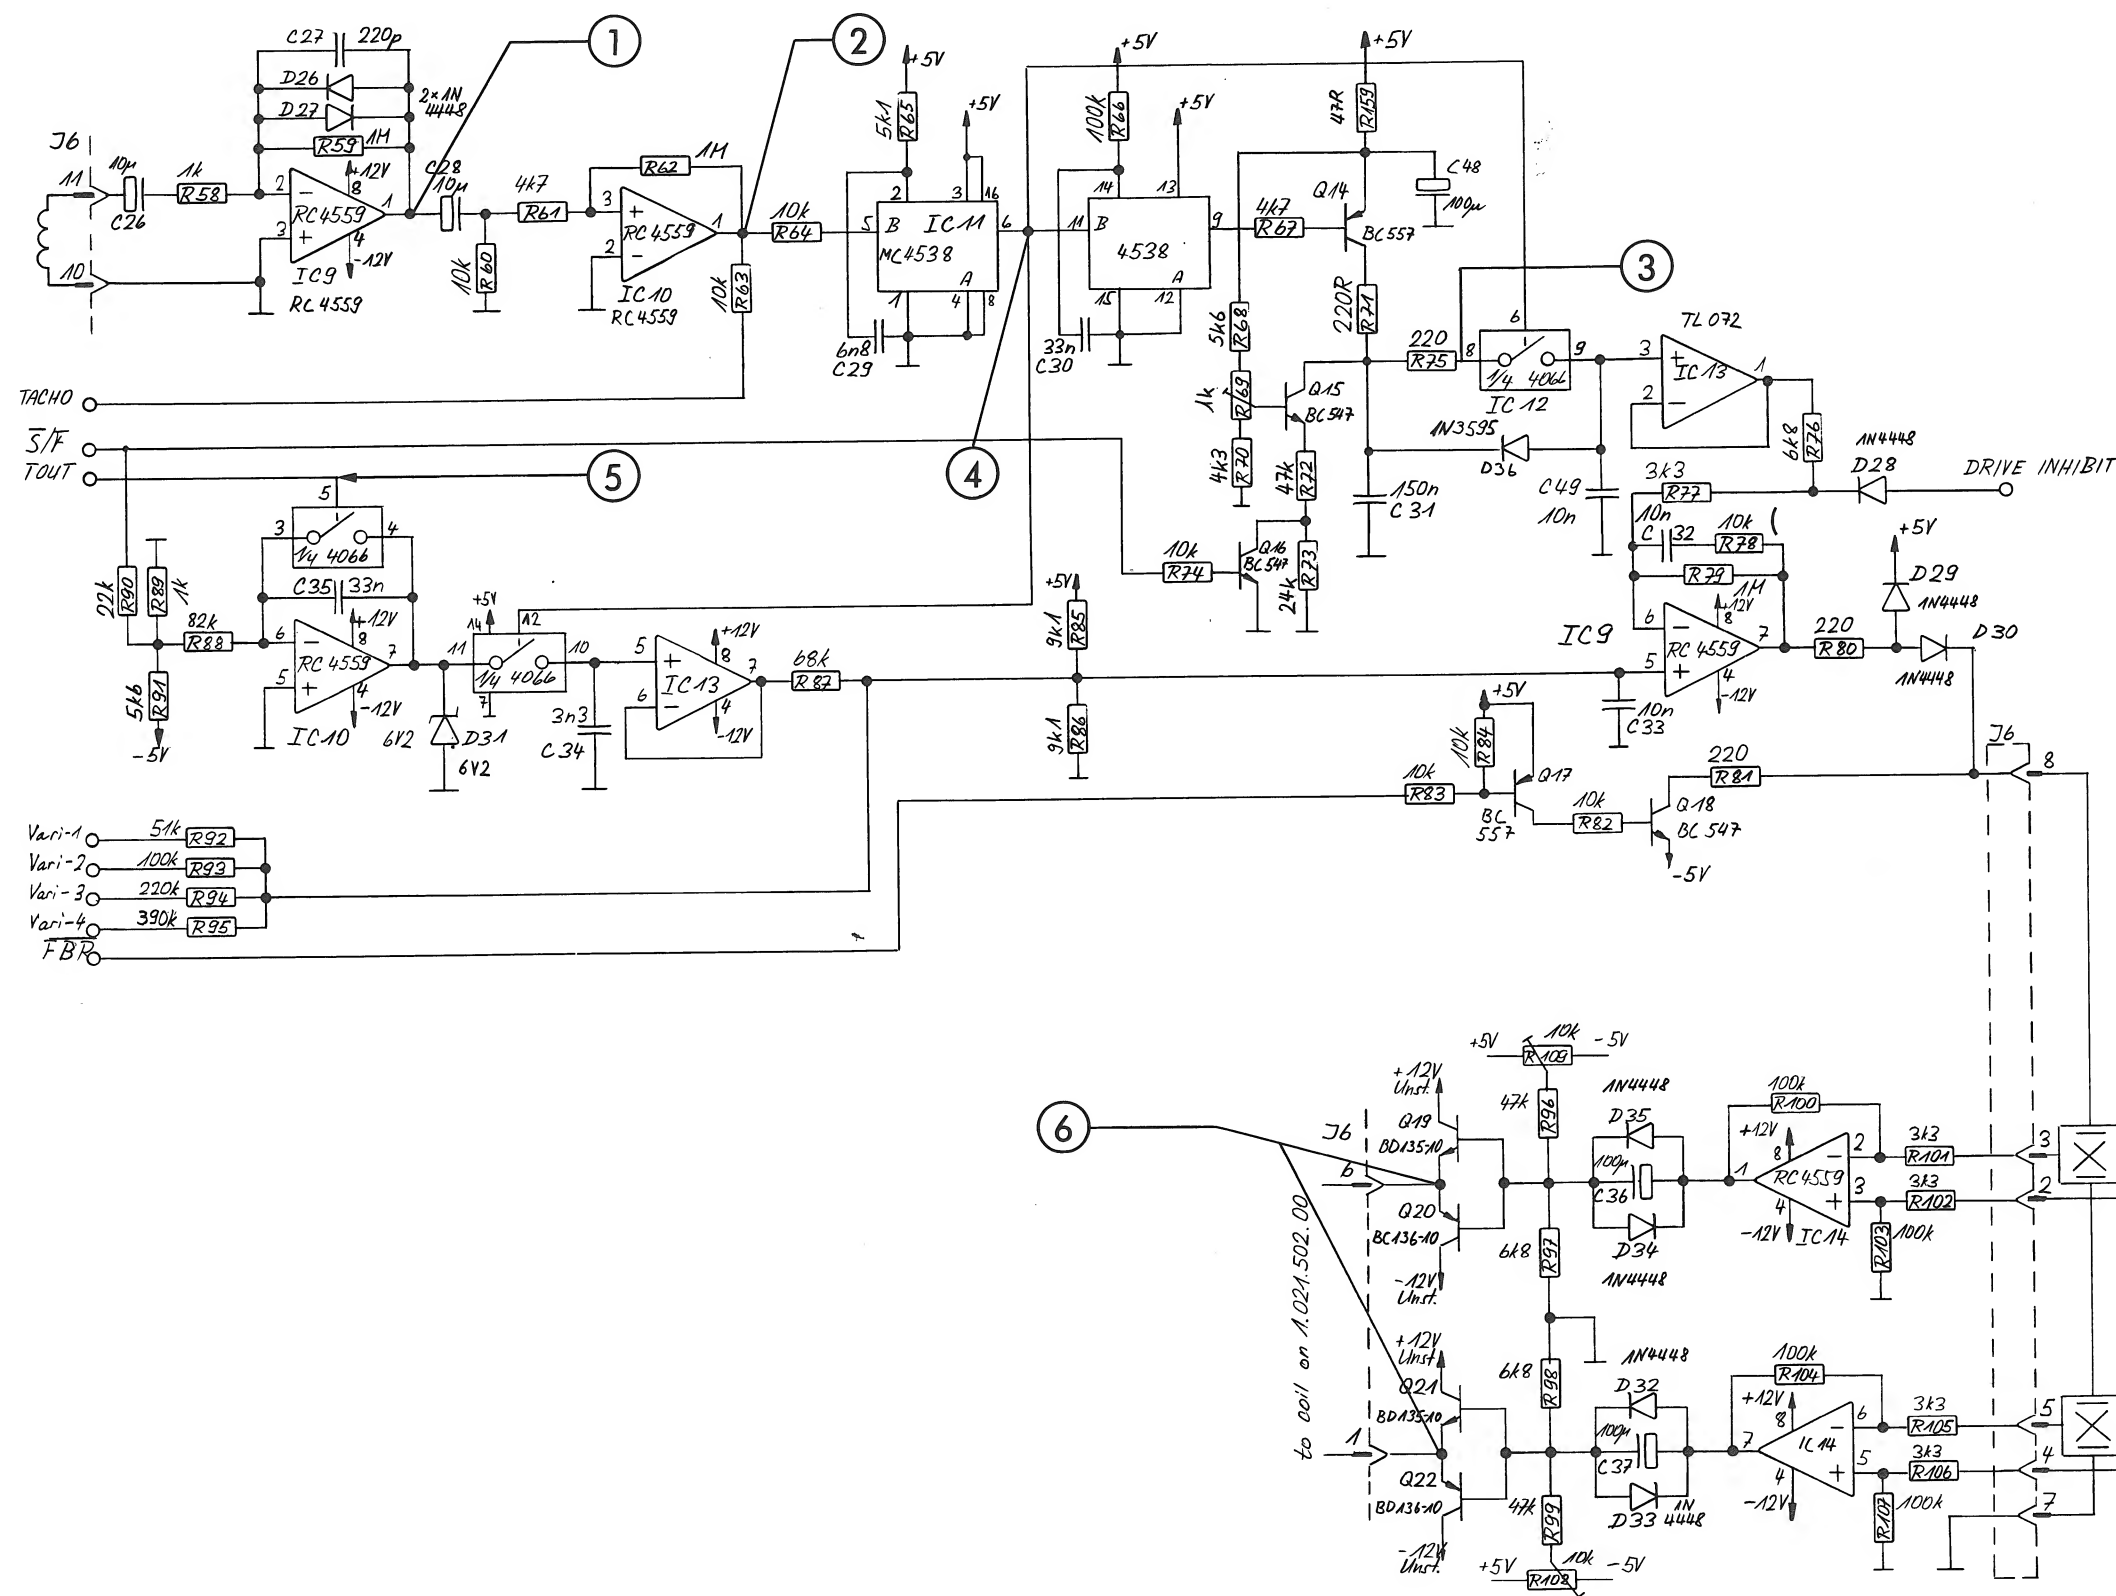 1
2
C27 220p
D26
D27
2×1N
4448
R59 1M
J6
11
10µ
C26
1k
R58
2
RC4559
+12V
8
1
3
4
-12V
IC9
RC4559
10
C28
10µ
10k
R60
4k7
R61
R62
1M
3
RC4559
1
2
IC10
RC4559
10k
R64
10k
R63
+5V
5k1
R65
+5V
2
3
16
5
B
IC11
6
MC4538
A
1
4
8
6n8
C29
+5V
100k
R66
+5V
14
13
11
B
4538
9
A
15
12
33n
C30
+5V
47R
R159
C48
100µ
Q14
4k7
R67
BC557
220R
R71
3
5k6
R68
1k
R69
4k3
R70
Q15
BC547
47k
R72
10k
R74
Q16
BC547
24k
R73
220
R75
6
8
9
1/4 4066
IC12
1N3595
D36
150n
C31
C49
10n
TL072
3
IC13
1
2
6k8
R76
1N4448
D28
DRIVE INHIBIT
3k3
R77
10n
C 32
10k
R78
R79
1M
+12V
IC9
6
8
RC4559
7
5
4
-12V
220
R80
+5V
D29
1N4448
D30
1N4448
10n
C33
TACHO
S/F
TOUT
4
5
5
3
4
1/4 4066
C35 33n
22k
R90
R89
1k
82k
R88
5k6
R91
-5V
6
+12V
8
RC4559
7
5
4
-12V
IC10
6V2
D31
6V2
+5V
14
12
11
10
1/4 4066
7
3n3
C34
5
+12V
8
IC13
7
6
4
-12V
68k
R87
+5V
9k1
R85
9k1
R86
+5V
10k
R84
10k
R83
Q17
BC
557
10k
R82
Q18
BC547
-5V
220
R81
J6
8
Vari-1 51k R92
Vari-2 100k R93
Vari-3 220k R94
Vari-4 390k R95
FBR
6
to coil on 1.021.502.00
J6
6
+12V
Unst.
Q19
BD135-10
Q20
BC136-10
-12V
Unst.
10k
+5V R109 -5V
47k
R96
1N4448
D35
100µ
C36
D34
1N4448
6k8
R97
100k
R100
+12V
8
2
1
RC4559
3
4
-12V
IC14
3k3
R101
3k3
R102
R103
100k
3
2
+12V
Unst
Q21
BD135-10
1
Q22
BD136-10
-12V
Unst.
6k8
R98
1N4448
D32
100µ
C37
D33
1N
4448
47k
R99
10k
+5V R108 -5V
100k
R104
+12V
8
6
7
IC14
5
4
-12V
3k3
R105
3k3
R106
R107
100k
5
4
7